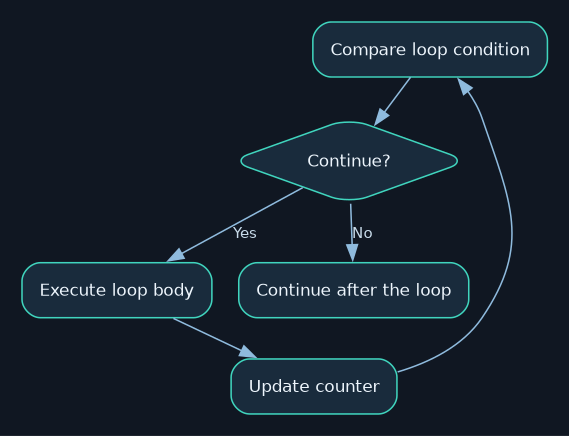 Compare loop condition
Continue?
Yes
No
Execute loop body
Continue after the loop
Update counter